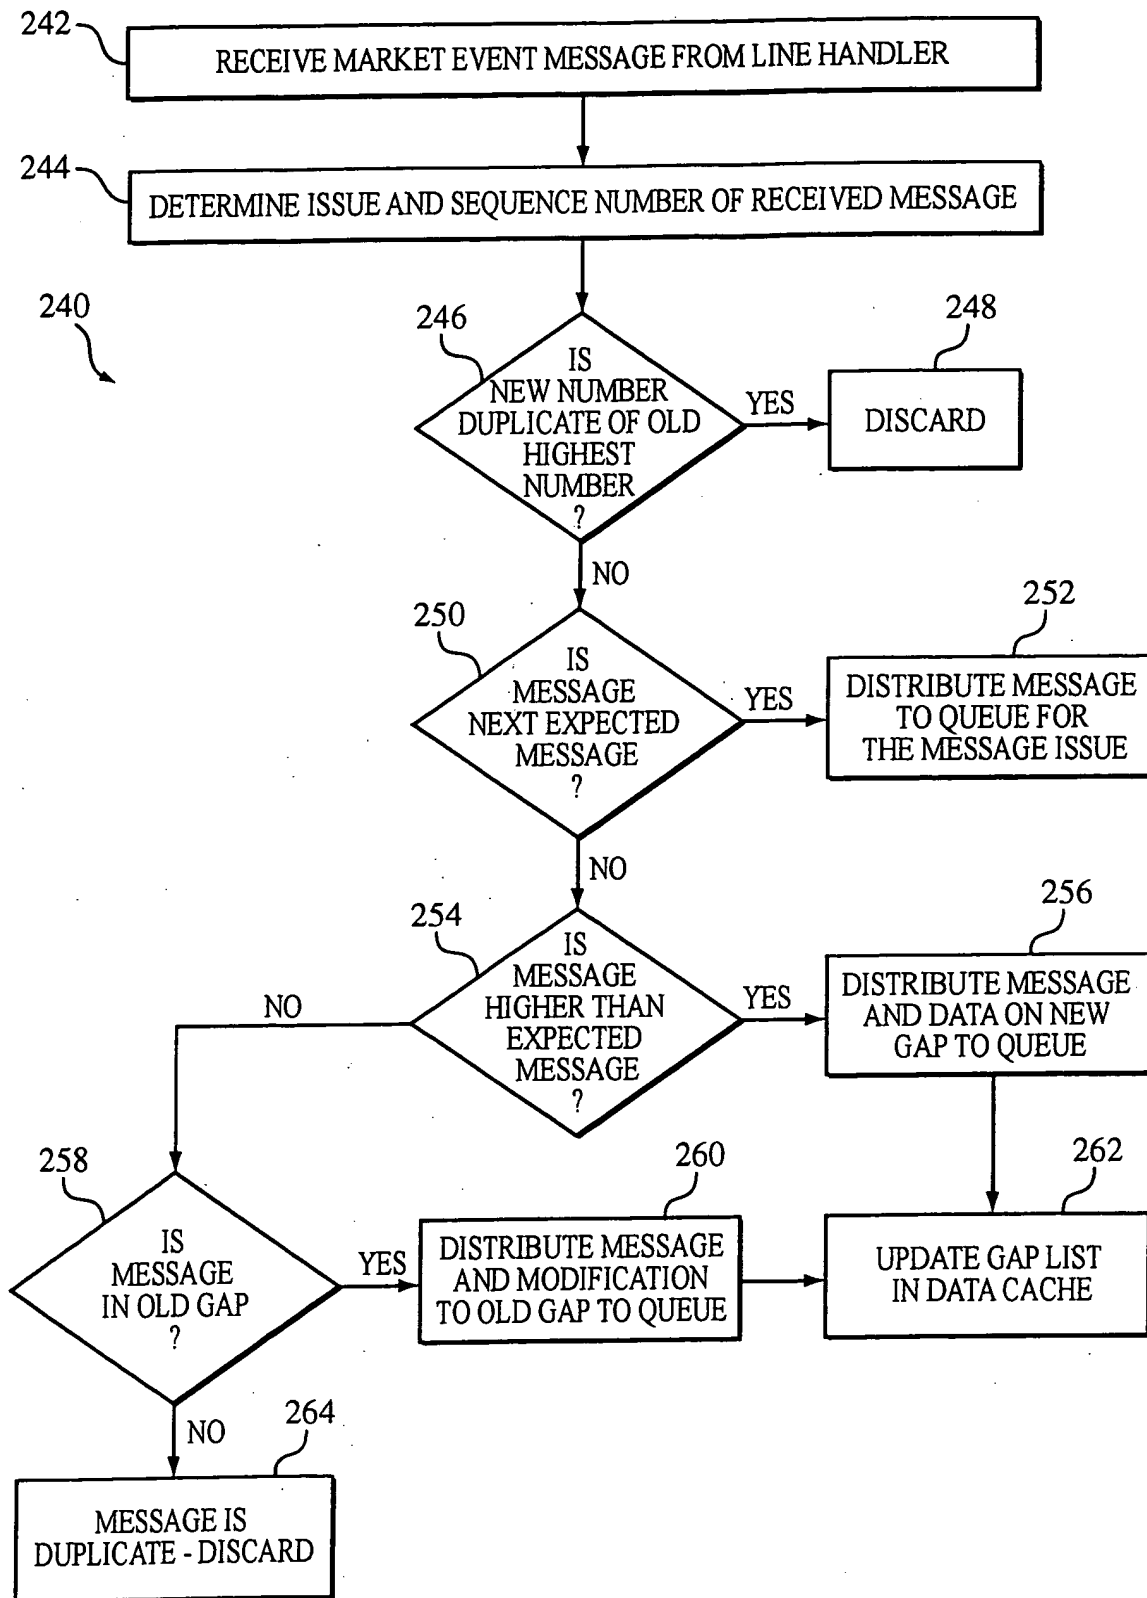 242
RECEIVE MARKET EVENT MESSAGE FROM LINE HANDLER
244
DETERMINE ISSUE AND SEQUENCE NUMBER OF RECEIVED MESSAGE
240
246
IS
NEW NUMBER
DUPLICATE OF OLD
HIGHEST
NUMBER
?
YES
248
DISCARD
NO
250
IS
MESSAGE
NEXT EXPECTED
MESSAGE
?
YES
252
DISTRIBUTE MESSAGE
TO QUEUE FOR
THE MESSAGE ISSUE
NO
254
IS
MESSAGE
HIGHER THAN
EXPECTED
MESSAGE
?
YES
256
DISTRIBUTE MESSAGE
AND DATA ON NEW
GAP TO QUEUE
NO
258
IS
MESSAGE
IN OLD GAP
?
YES
260
DISTRIBUTE MESSAGE
AND MODIFICATION
TO OLD GAP TO QUEUE
262
UPDATE GAP LIST
IN DATA CACHE
NO
264
MESSAGE IS
DUPLICATE - DISCARD